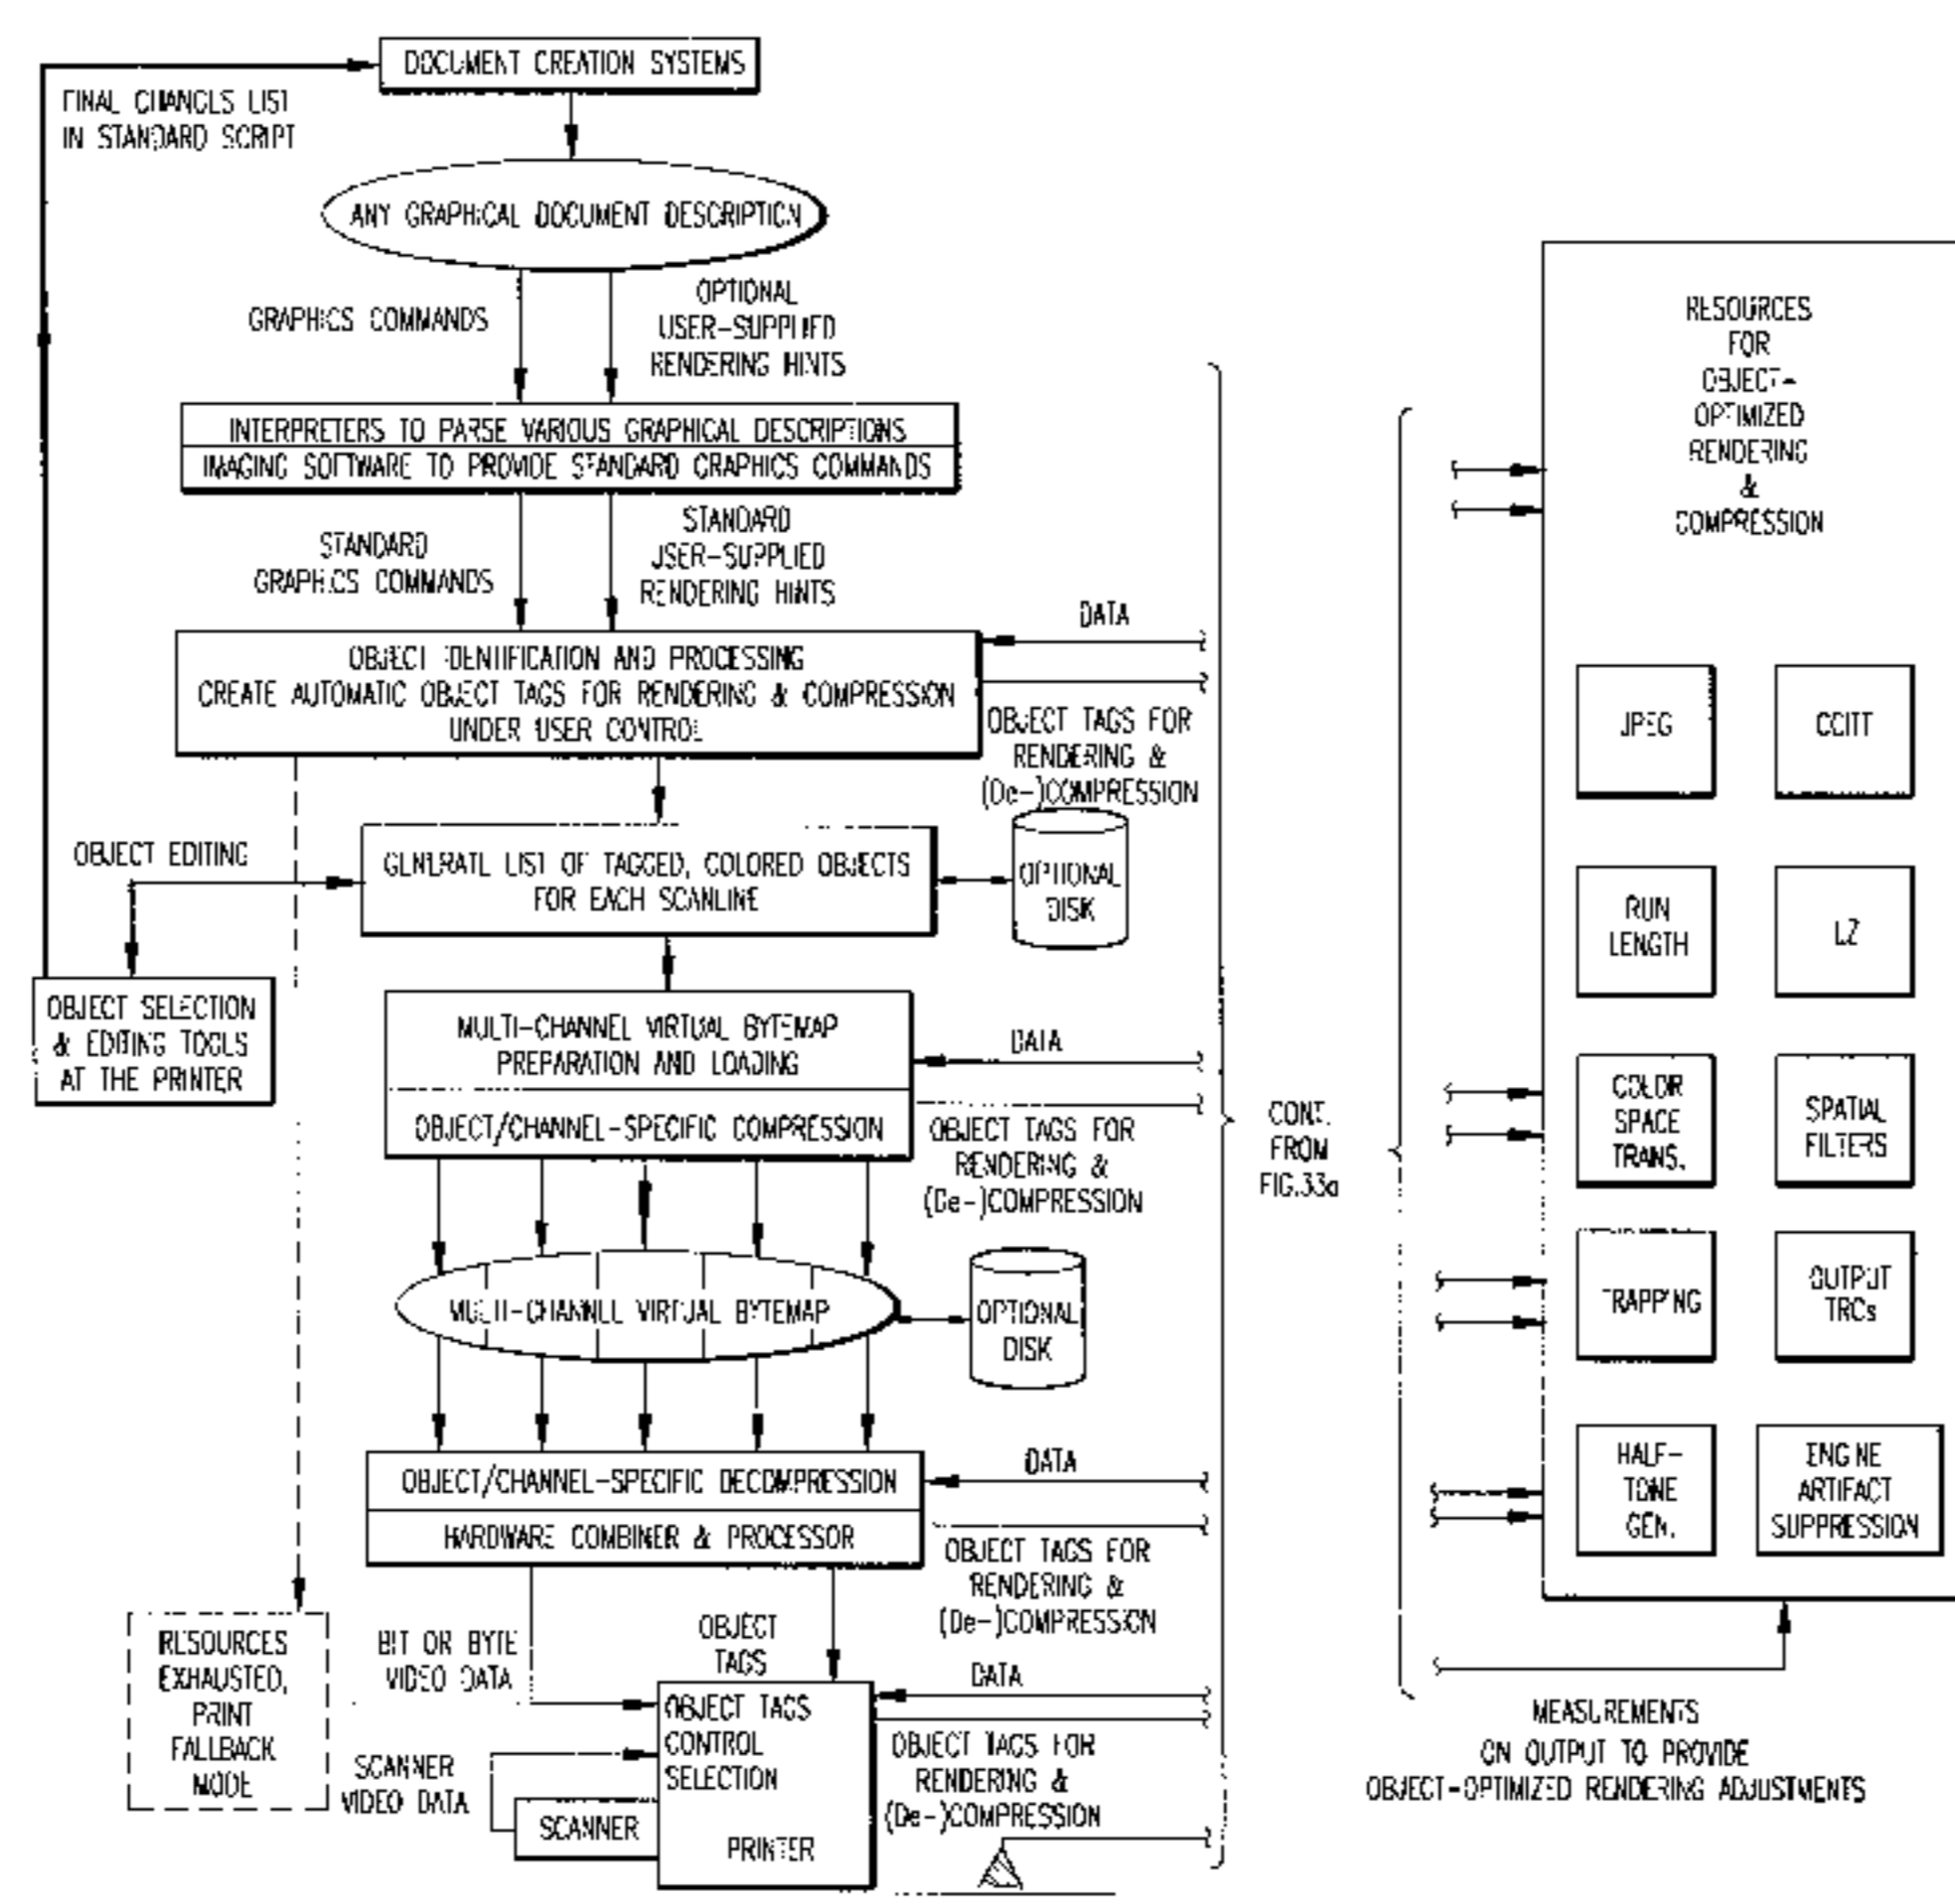 DOCUMENT CREATION SYSTEMS
FINAL CHANGES LIST
IN STANDARD SCRIPT
ANY GRAPHICAL DOCUMENT DESCRIPTION
GRAPHICS COMMANDS
OPTIONAL
USER-SUPPLIED
RENDERING HINTS
INTERPRETERS TO PARSE VARIOUS GRAPHICAL DESCRIPTIONS
IMAGING SOFTWARE TO PROVIDE STANDARD GRAPHICS COMMANDS
STANDARD
GRAPHICS COMMANDS
STANDARD
USER-SUPPLIED
RENDERING HINTS
DATA
OBJECT IDENTIFICATION AND PROCESSING
CREATE AUTOMATIC OBJECT TAGS FOR RENDERING & COMPRESSION
UNDER USER CONTROL
OBJECT TAGS FOR
RENDERING &
(De-)COMPRESSION
OBJECT EDITING
GENERATE LIST OF TAGGED, COLORED OBJECTS
FOR EACH SCANLINE
OPTIONAL
DISK
OBJECT SELECTION
& EDITING TOOLS
AT THE PRINTER
MULTI-CHANNEL VIRTUAL BYTEMAP
PREPARATION AND LOADING
OBJECT/CHANNEL-SPECIFIC COMPRESSION
DATA
OBJECT TAGS FOR
RENDERING &
(De-)COMPRESSION
MULTI-CHANNEL VIRTUAL BYTEMAP
OPTIONAL
DISK
OBJECT/CHANNEL-SPECIFIC DECOMPRESSION
HARDWARE COMBINER & PROCESSOR
DATA
OBJECT TAGS FOR
RENDERING &
(De-)COMPRESSION
RESOURCES
EXHAUSTED,
PRINT
FALLBACK
MODE
BIT OR BYTE
VIDEO DATA
OBJECT
TAGS
DATA
OBJECT TAGS
CONTROL
SELECTION
PRINTER
SCANNER
VIDEO DATA
SCANNER
OBJECT TAGS FOR
RENDERING &
(De-)COMPRESSION
CONT.
FROM
FIG.33a
RESOURCES
FOR
OBJECT-
OPTIMIZED
RENDERING
&
COMPRESSION
JPEG
CCITT
RUN
LENGTH
LZ
COLOR
SPACE
TRANS.
SPATIAL
FILTERS
TRAPPING
OUTPUT
TRCs
HALF-
TONE
GEN.
ENGINE
ARTIFACT
SUPPRESSION
MEASUREMENTS
ON OUTPUT TO PROVIDE
OBJECT-OPTIMIZED RENDERING ADJUSTMENTS